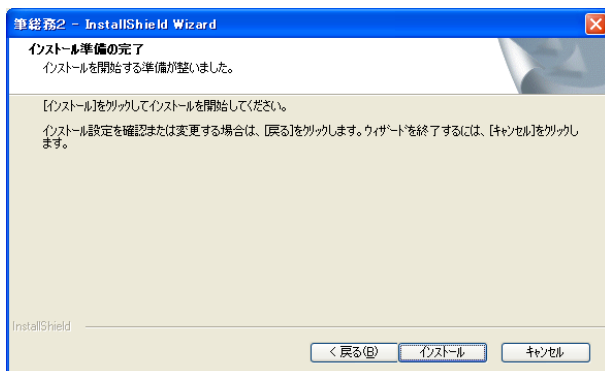 筆総務2 - InstallShield Wizard
インストール準備の完了
インストールを開始する準備が整いました。
[インストール]をクリックしてインストールを開始してください。
インストール設定を確認または変更する場合は、[戻る]をクリックします。ウィザードを終了するには、[キャンセル]をクリックし
ます。
InstallShield
< 戻る(B)
インストール
キャンセル